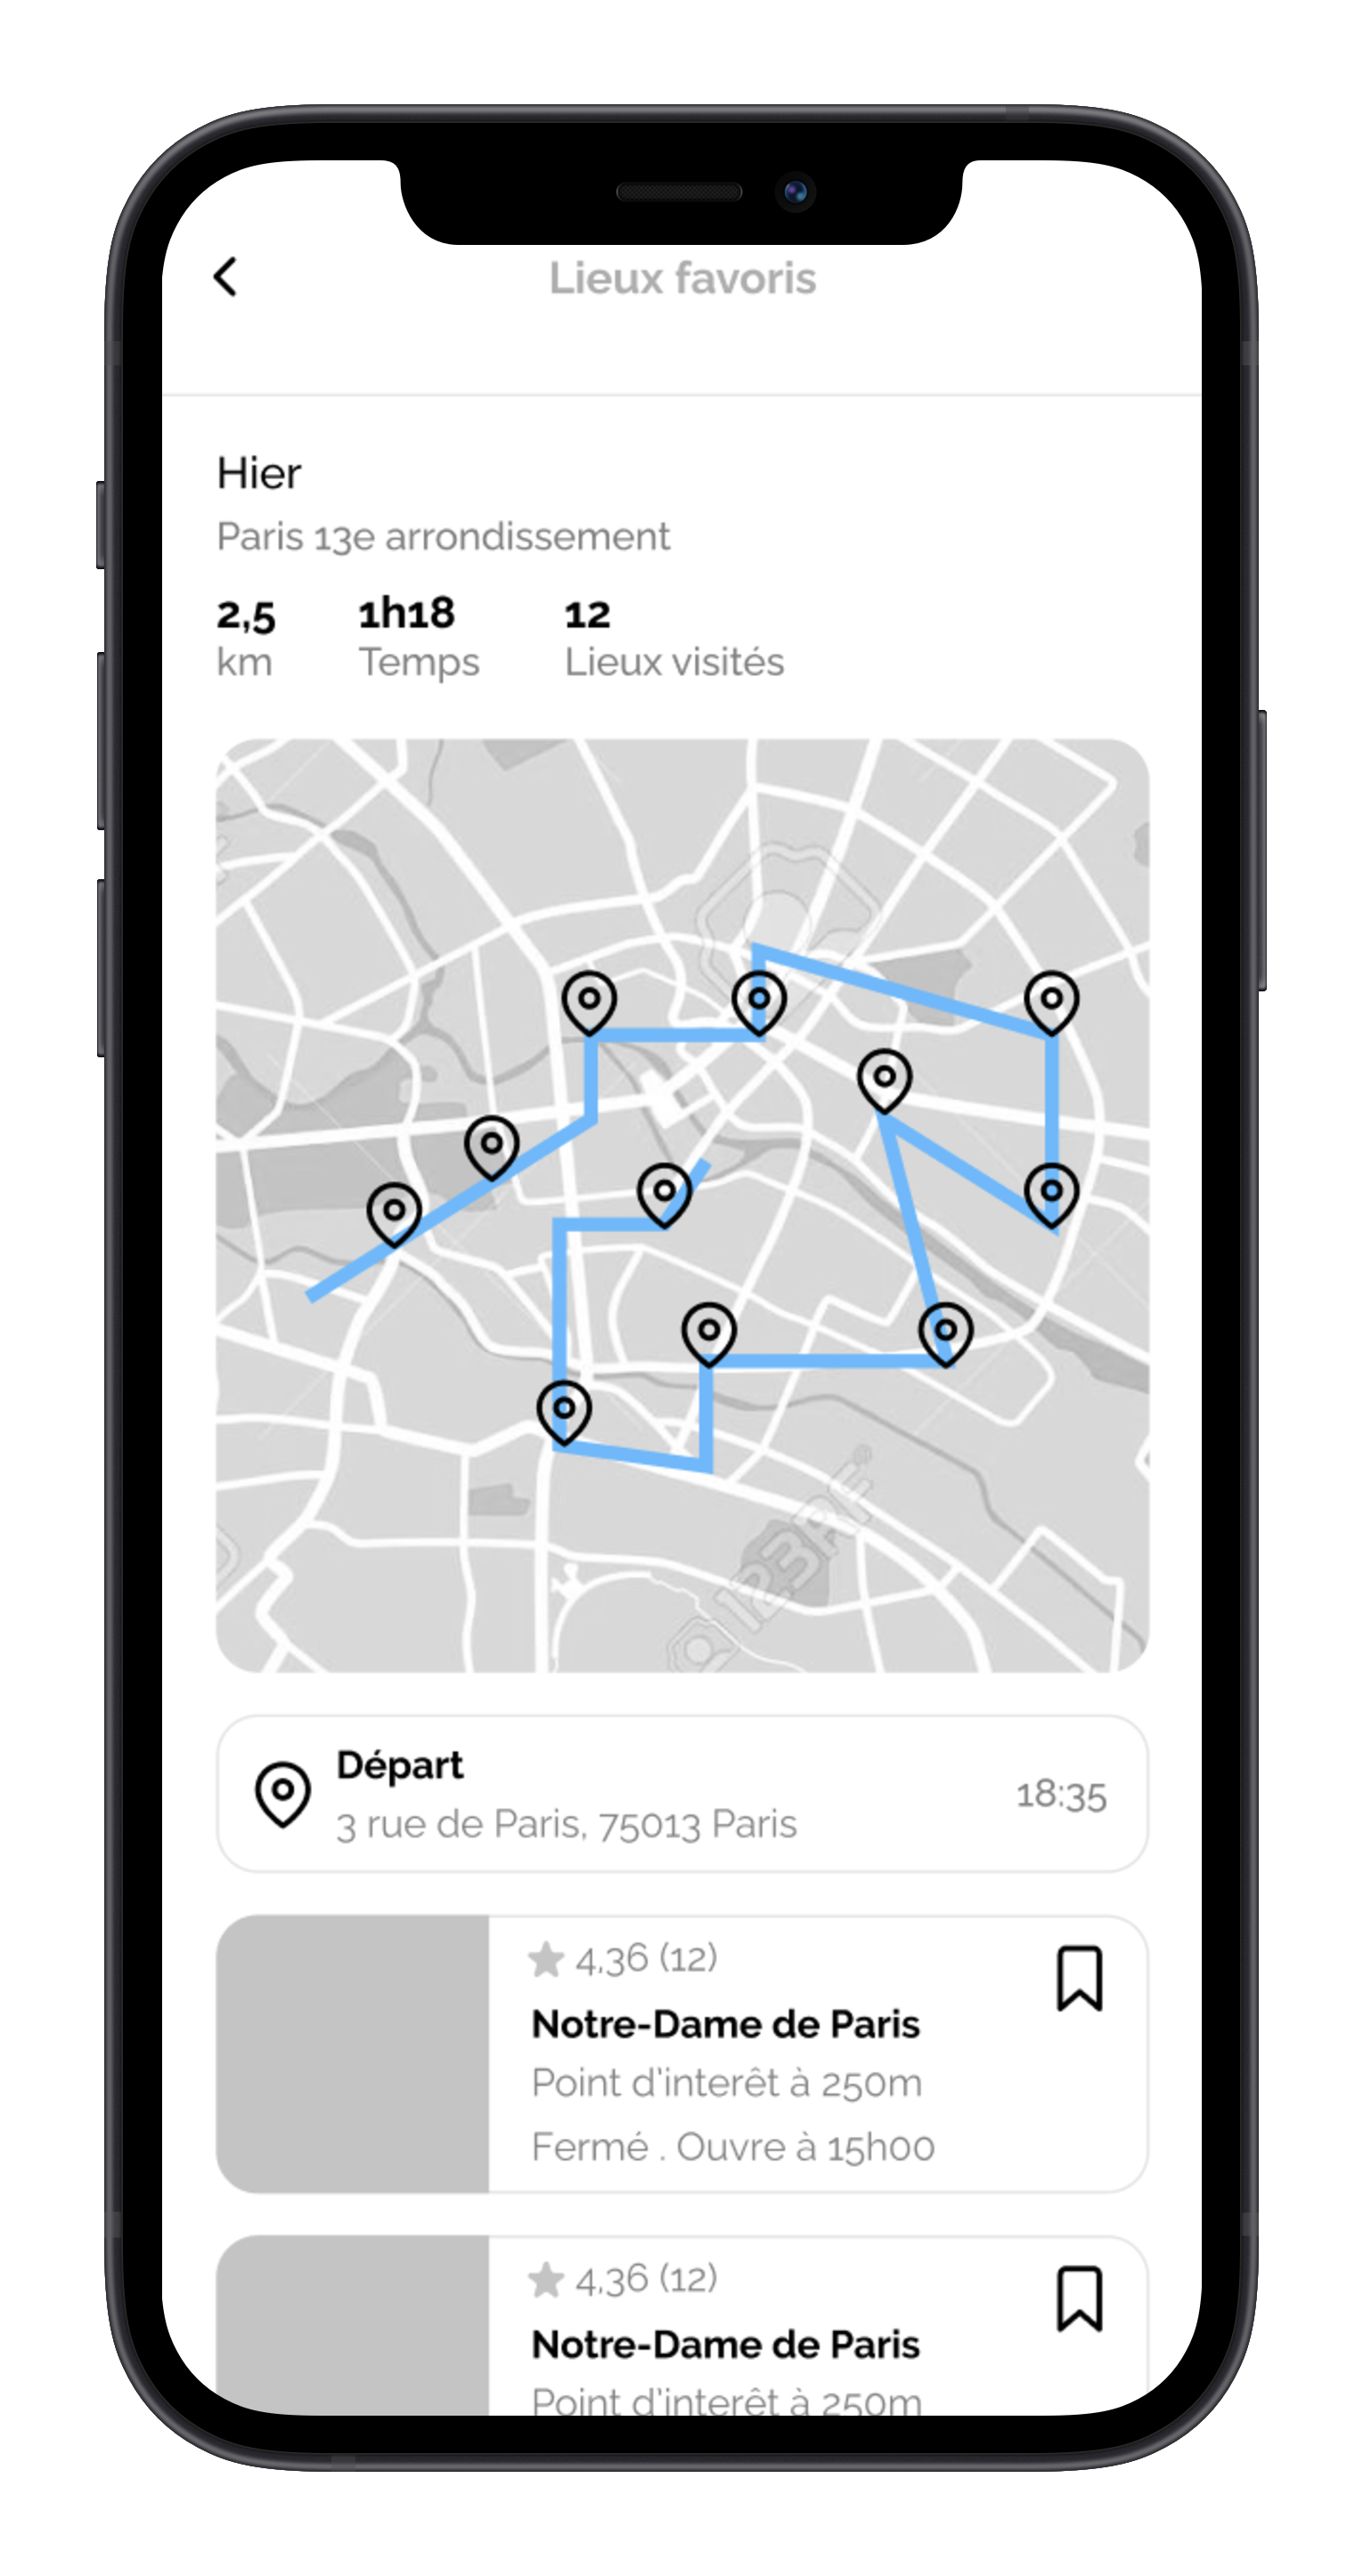 Lieux favoris
Hier
Paris 13e arrondissement
2,5 1h18 12
km Temps Lieux visités
123RF®
Départ
3 rue de Paris, 75013 Paris
18:35
4,36 (12)
Notre-Dame de Paris
Point d'interêt à 250m
Fermé . Ouvre à 15h00
4,36 (12)
Notre-Dame de Paris
Point d'interêt à 250m